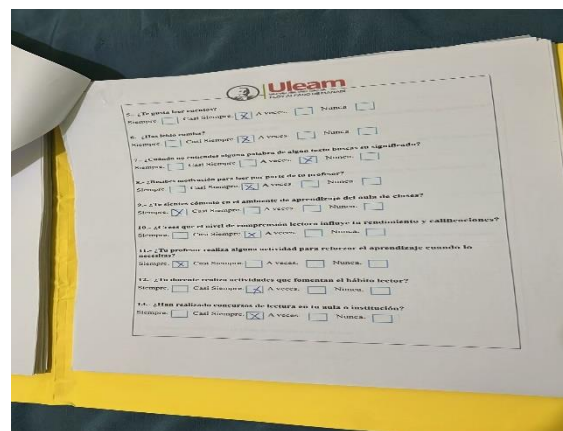 Uleam
5.- ¿Te gusta leer cuentos?
Siempre. Casi Siempre. X A veces. Nunca.
6. ¿Has leído
Siempre. Casi Siempre. X A veces. Nunca.
7.- ¿Cuándo no entiendes alguna palabra de algún texto buscas su significado?
Siempre. Casi Siempre. A veces. X Nunca.
8.- ¿Recibes motivación para leer por parte de tu profesor?
Siempre. Casi Siempre. X A veces. Nunca.
9.- ¿Te sientes cómodo en el ambiente de aprendizaje del aula de clases?
Siempre. X Casi Siempre. A veces. Nunca.
10.- ¿Creas que el nivel de comprensión lectora influye tu rendimiento y calificaciones?
Siempre. Casi Siempre. X A veces. Nunca.
11.- ¿Tu profesor realiza alguna actividad para reforzar el aprendizaje cuando lo
necesitas?
Siempre. X Casi Siempre. A veces. Nunca.
12. ¿Tu docente realiza actividades que fomentan el hábito lector?
Siempre. Casi Siempre. X A veces. Nunca.
¿Han realizado concursos de lectura en tu aula o institución?
Siempre. Casi Siempre. X A veces. Nunca.